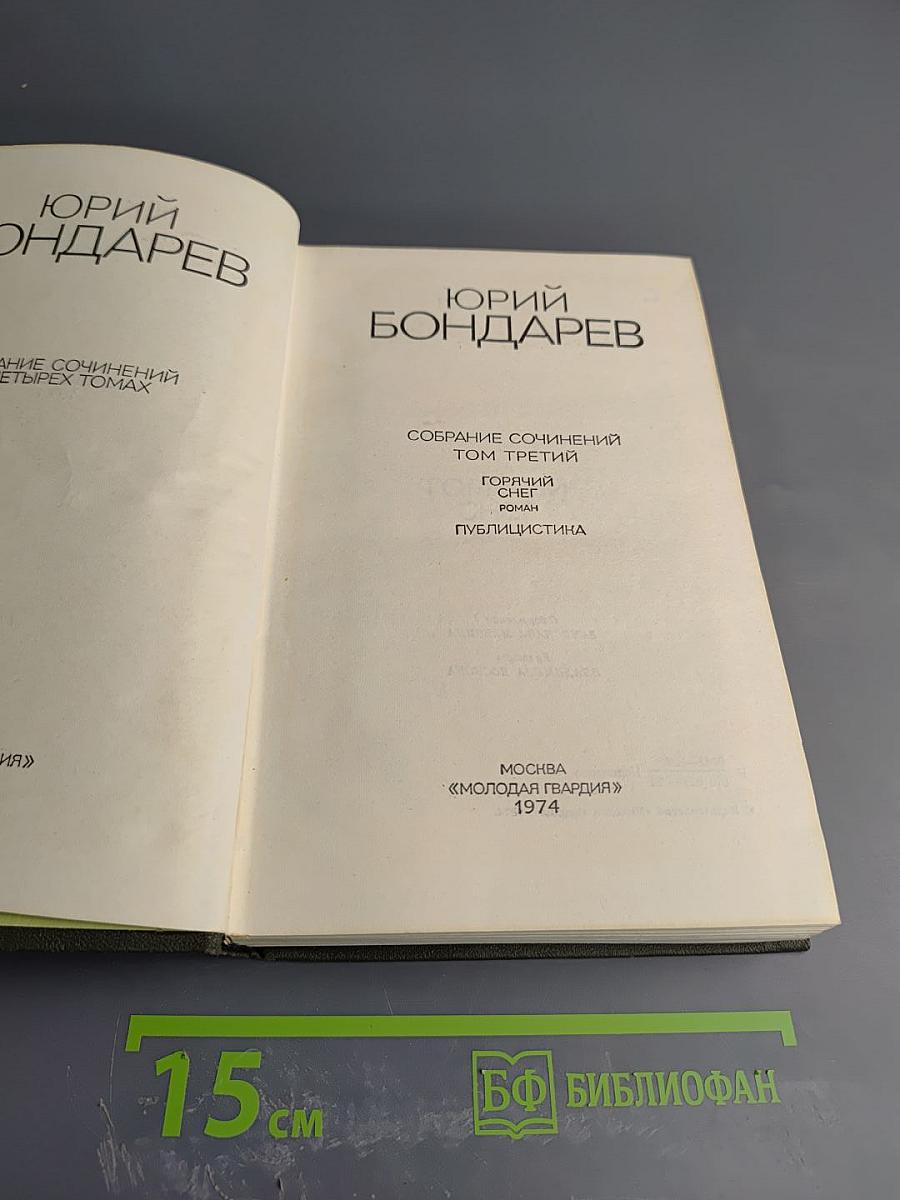 ЮРИЙ
ОНДАРЕВ
АНИЕ СОЧИНЕНИЙ
ЕТЫРЕХ ТОМАХ
ИЯ»
ЮРИЙ
БОНДАРЕВ
СОБРАНИЕ СОЧИНЕНИЙ
ТОМ ТРЕТИЙ
ГОРЯЧИЙ
СНЕГ
РОМАН
ПУБЛИЦИСТИКА
МОСКВА
«МОЛОДАЯ ГВАРДИЯ»
1974
15 см
БФ БИБЛИОФАН